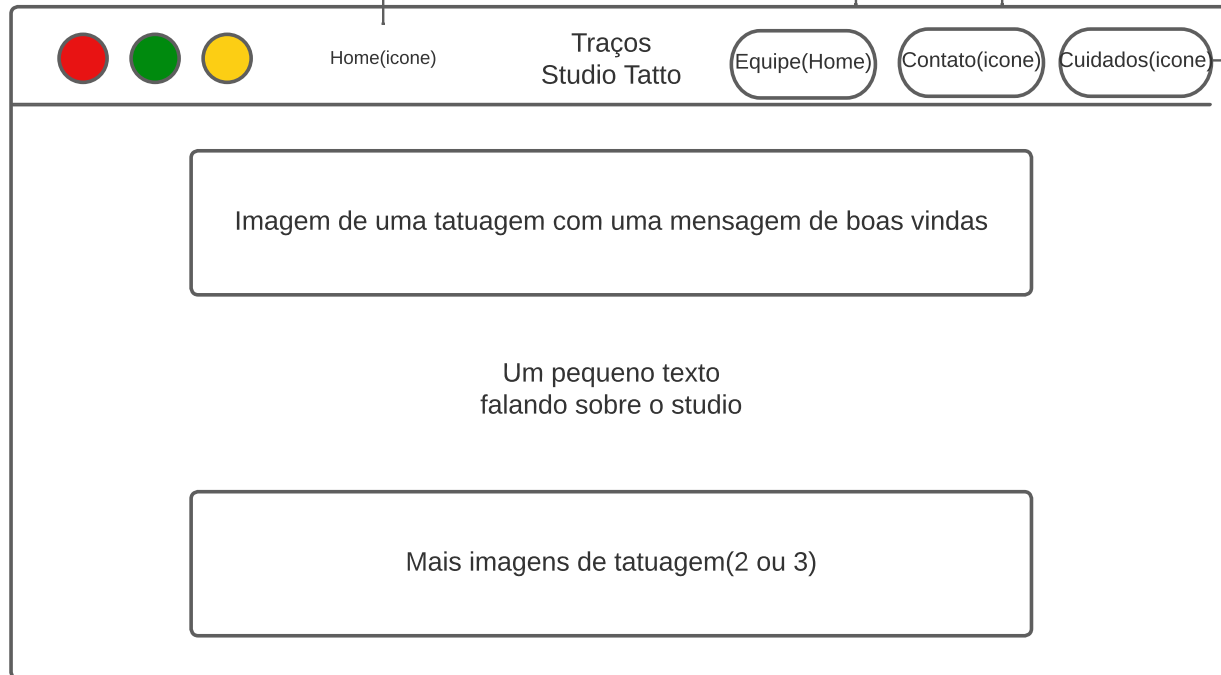 Home(icone)
Traços
Studio Tatto
Equipe(Home)
Contato(icone)
Cuidados(icone)
Imagem de uma tatuagem com uma mensagem de boas vindas
Um pequeno texto
falando sobre o studio
Mais imagens de tatuagem(2 ou 3)